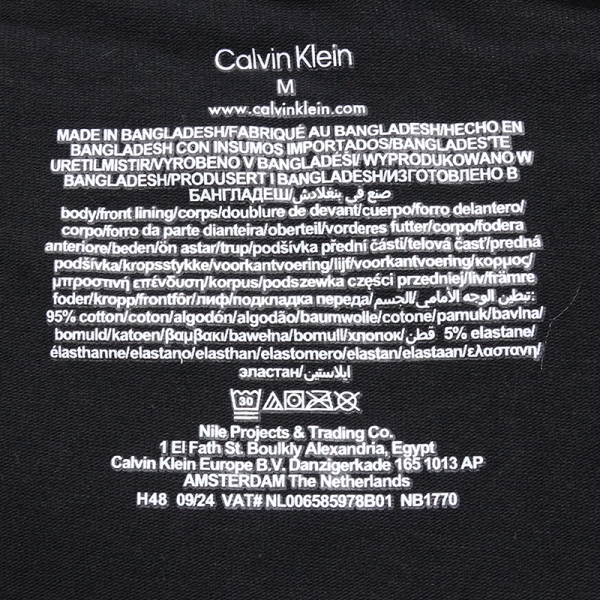 Calvin Klein
M
www.calvinklein.com
MADE IN BANGLADESH/FABRIQUÉ AU BANGLADESH/HECHO EN
BANGLADESH CON INSUMOS IMPORTADOS/BANGLADEŞ'TE
ÜRETILMISTIR/VYROBENO V BANGLADÉŠI/ WYPRODUKOWANO W
BANGLADESH/PRODUSERT I BANGLADESH/ИЗГОТОВЛЕНО В
БАНГЛАДЕШ/صنع في بنغلادش
body/front lining/corps/doublure de devant/cuerpo/forro delantero/
corpo/forro da parte dianteira/oberteil/vorderes futter/corpo/fodera
anteriore/beden/ön astar/trup/podšívka přední části/telová časť/predná
podšívka/kropsstykke/voorkantvoering/lijf/voorkantvoering/κορμος/
μπροστινή επένδυση/korpus/podszewka części przedniej/liv/främre
foder/kropp/frontfór/лиф/подкладка переда/تبطين الوجه الأمامي/الجسم:
95% cotton/coton/algodón/algodão/baumwolle/cotone/pamuk/bavlna/
bomuld/katoen/βαμβακι/bawełna/bomull/хлопок/قطن 5% elastane/
élasthanne/elastano/elasthan/elastomero/elastan/elastaan/ελαστανη/
эластан/ايلاستين
30
Nile Projects & Trading Co.
1 El Fath St. Boulkly Alexandria, Egypt
Calvin Klein Europe B.V. Danzigerkade 165 1013 AP
AMSTERDAM The Netherlands
H48 09/24 VAT# NL006585978B01 NB1770